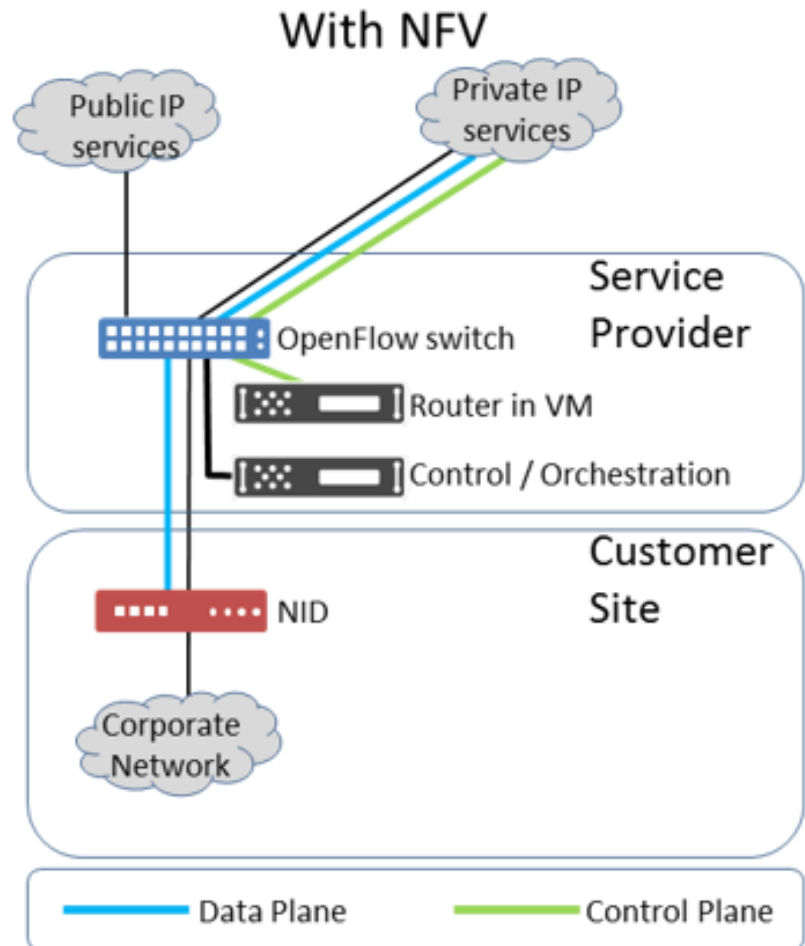 With NFV
Public IP
services
Private IP
services
Service
Provider
OpenFlow switch
Router in VM
Control / Orchestration
Customer
Site
NID
Corporate
Network
Data Plane
Control Plane